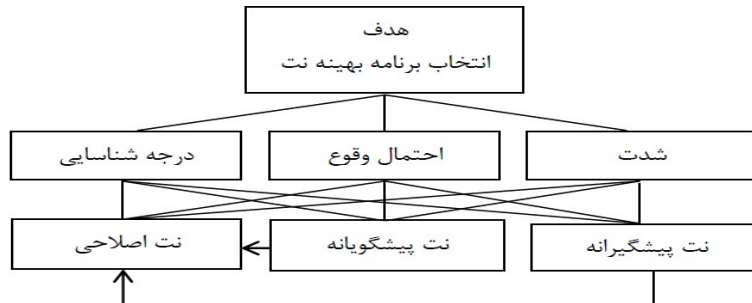 هدف
انتخاب برنامه بهینه نت
شدت
احتمال وقوع
درجه شناسایی
نت پیشگیرانه
نت پیشگویانه
نت اصلاحی